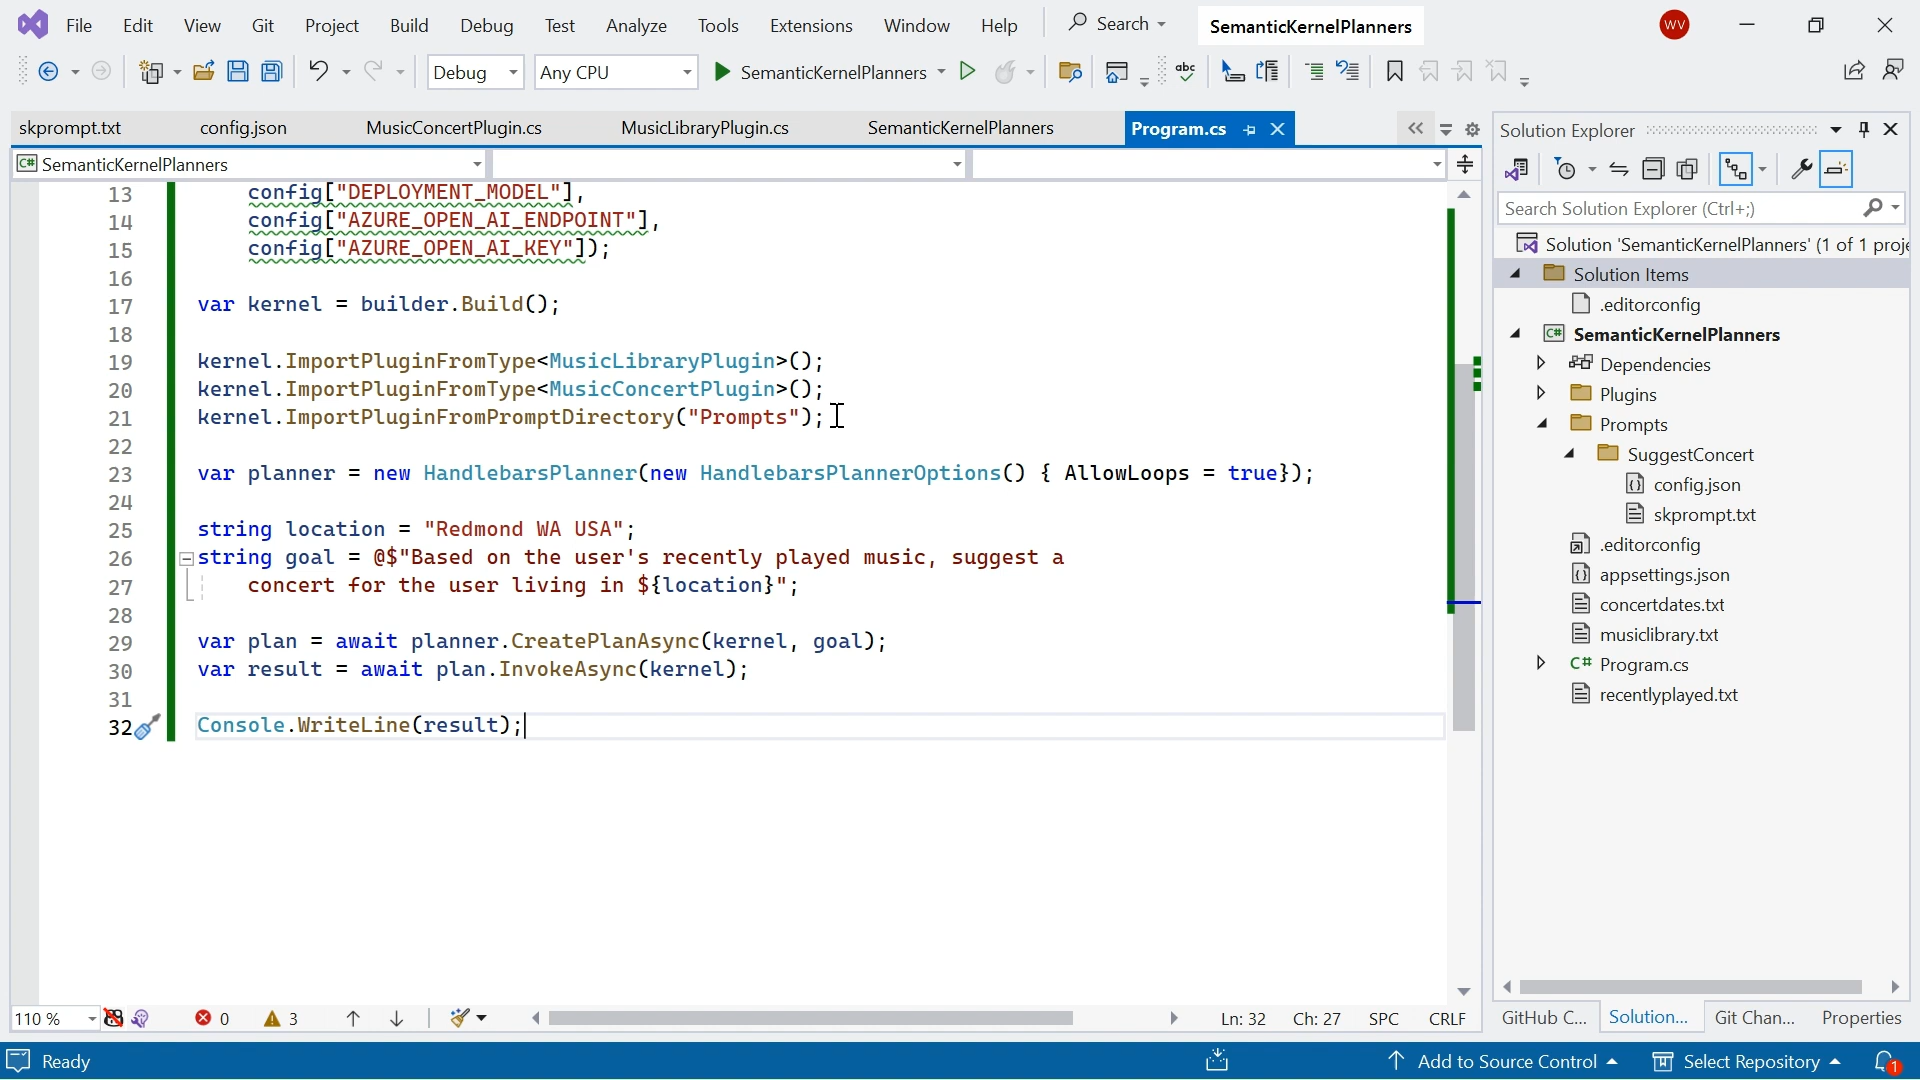 File Edit View Git Project Build Debug Test Analyze Tools Extensions Window Help Search SemanticKernelPlanners WV
Debug Any CPU SemanticKernelPlanners abc
skprompt.txt config.json MusicConcertPlugin.cs MusicLibraryPlugin.cs SemanticKernelPlanners Program.cs
C# SemanticKernelPlanners
13 config["DEPLOYMENT_MODEL"],
14 config["AZURE_OPEN_AI_ENDPOINT"],
15 config["AZURE_OPEN_AI_KEY"]);
16
17 var kernel = builder.Build();
18
19 kernel.ImportPluginFromType<MusicLibraryPlugin>();
20 kernel.ImportPluginFromType<MusicConcertPlugin>();
21 kernel.ImportPluginFromPromptDirectory("Prompts");
22
23 var planner = new HandlebarsPlanner(new HandlebarsPlannerOptions() { AllowLoops = true});
24
25 string location = "Redmond WA USA";
26 string goal = @$"Based on the user's recently played music, suggest a
27 concert for the user living in ${location}";
28
29 var plan = await planner.CreatePlanAsync(kernel, goal);
30 var result = await plan.InvokeAsync(kernel);
31
32 Console.WriteLine(result);
110 % 0 3 Ln: 32 Ch: 27 SPC CRLF
Solution Explorer
Search Solution Explorer (Ctrl+;)
Solution 'SemanticKernelPlanners' (1 of 1 proje
Solution Items
.editorconfig
C# SemanticKernelPlanners
Dependencies
Plugins
Prompts
SuggestConcert
config.json
skprompt.txt
.editorconfig
appsettings.json
concertdates.txt
musiclibrary.txt
C# Program.cs
recentlyplayed.txt
GitHub C... Solution... Git Chan... Properties
Ready Add to Source Control Select Repository 1